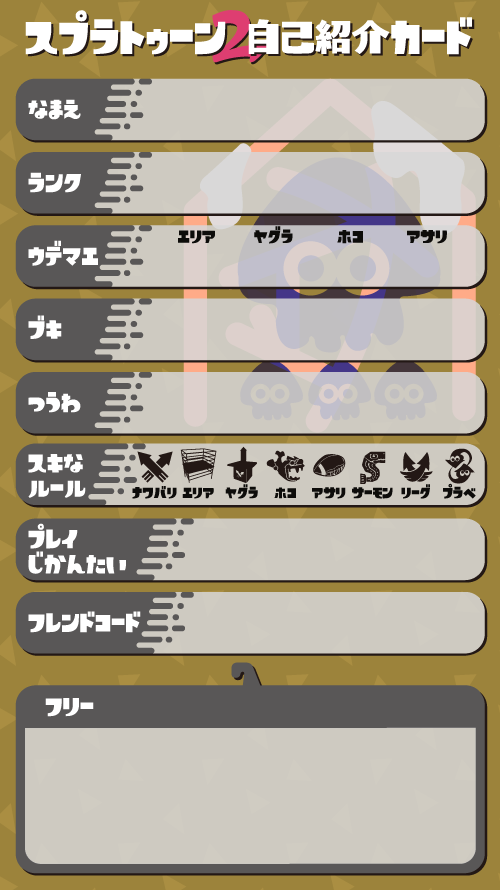 スプラトゥーン2自己紹介カード
なまえ
ランク
ウデマエ
エリア ヤグラ ホコ アサリ
ブキ
つうわ
スキな
ルール
ナワバリ エリア ヤグラ ホコ アサリ サーモン リーグ プラベ
プレイ
じかんたい
フレンドコード
フリー